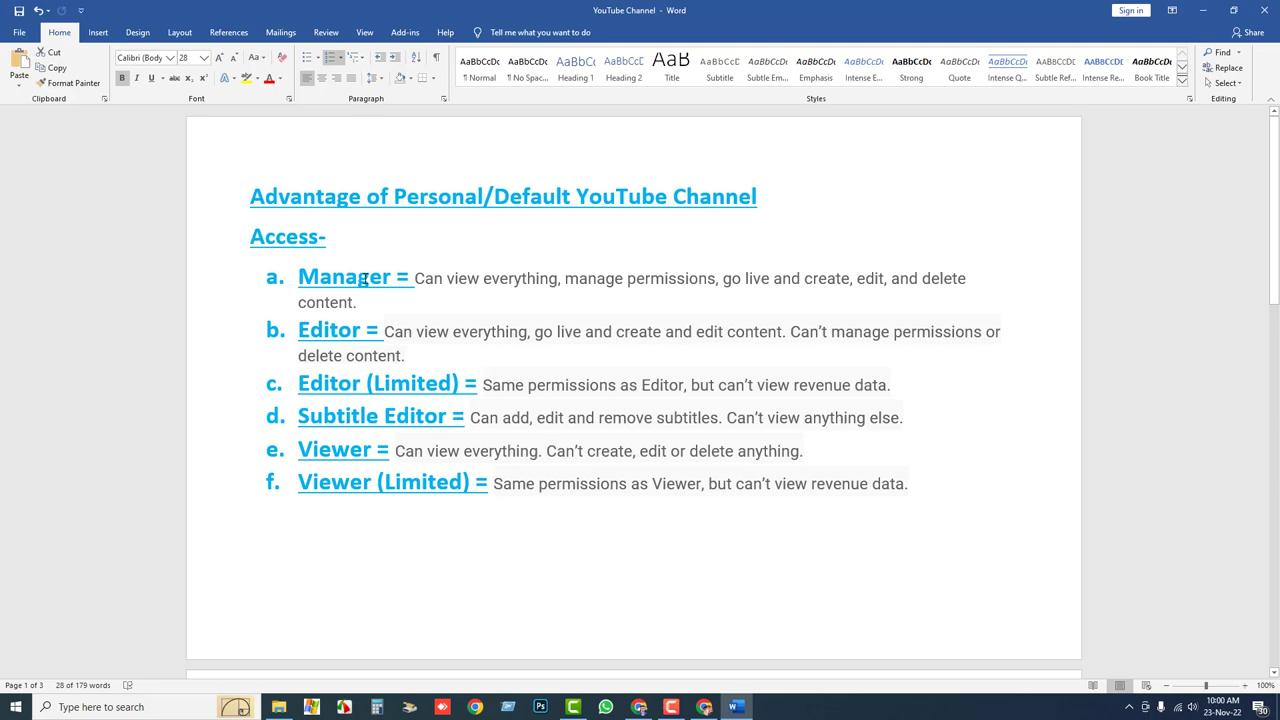 YouTube Channel - Word
Sign in
File Home Insert Design Layout References Mailings Review View Add-ins Help Tell me what you want to do Share
Paste
Cut
Copy
Format Painter
Clipboard
Calibri (Body 28
Font
Paragraph
AaBbCcDc AaBbCcDc AaBbCc AaBbCcC AaB AaBbCcD AaBbCcDt AaBbCcDt AaBbCcDt AaBbCcDc AaBbCcDt AaBbCcDt AaBbCcDc AaBbCcDt AaBbCcDt
¶ Normal ¶ No Spac... Heading 1 Heading 2 Title Subtitle Subtle Em... Emphasis Intense E... Strong Quote Intense Q... Subtle Ref... Intense Re... Book Title
Styles
Find
Replace
Select
Editing
Advantage of Personal/Default YouTube Channel
Access-
a. Manager = Can view everything, manage permissions, go live and create, edit, and delete
content.
b. Editor = Can view everything, go live and create and edit content. Can’t manage permissions or
delete content.
c. Editor (Limited) = Same permissions as Editor, but can’t view revenue data.
d. Subtitle Editor = Can add, edit and remove subtitles. Can’t view anything else.
e. Viewer = Can view everything. Can’t create, edit or delete anything.
f. Viewer (Limited) = Same permissions as Viewer, but can’t view revenue data.
Page 1 of 3 28 of 179 words 100%
Type here to search
10:00 AM
23-Nov-22